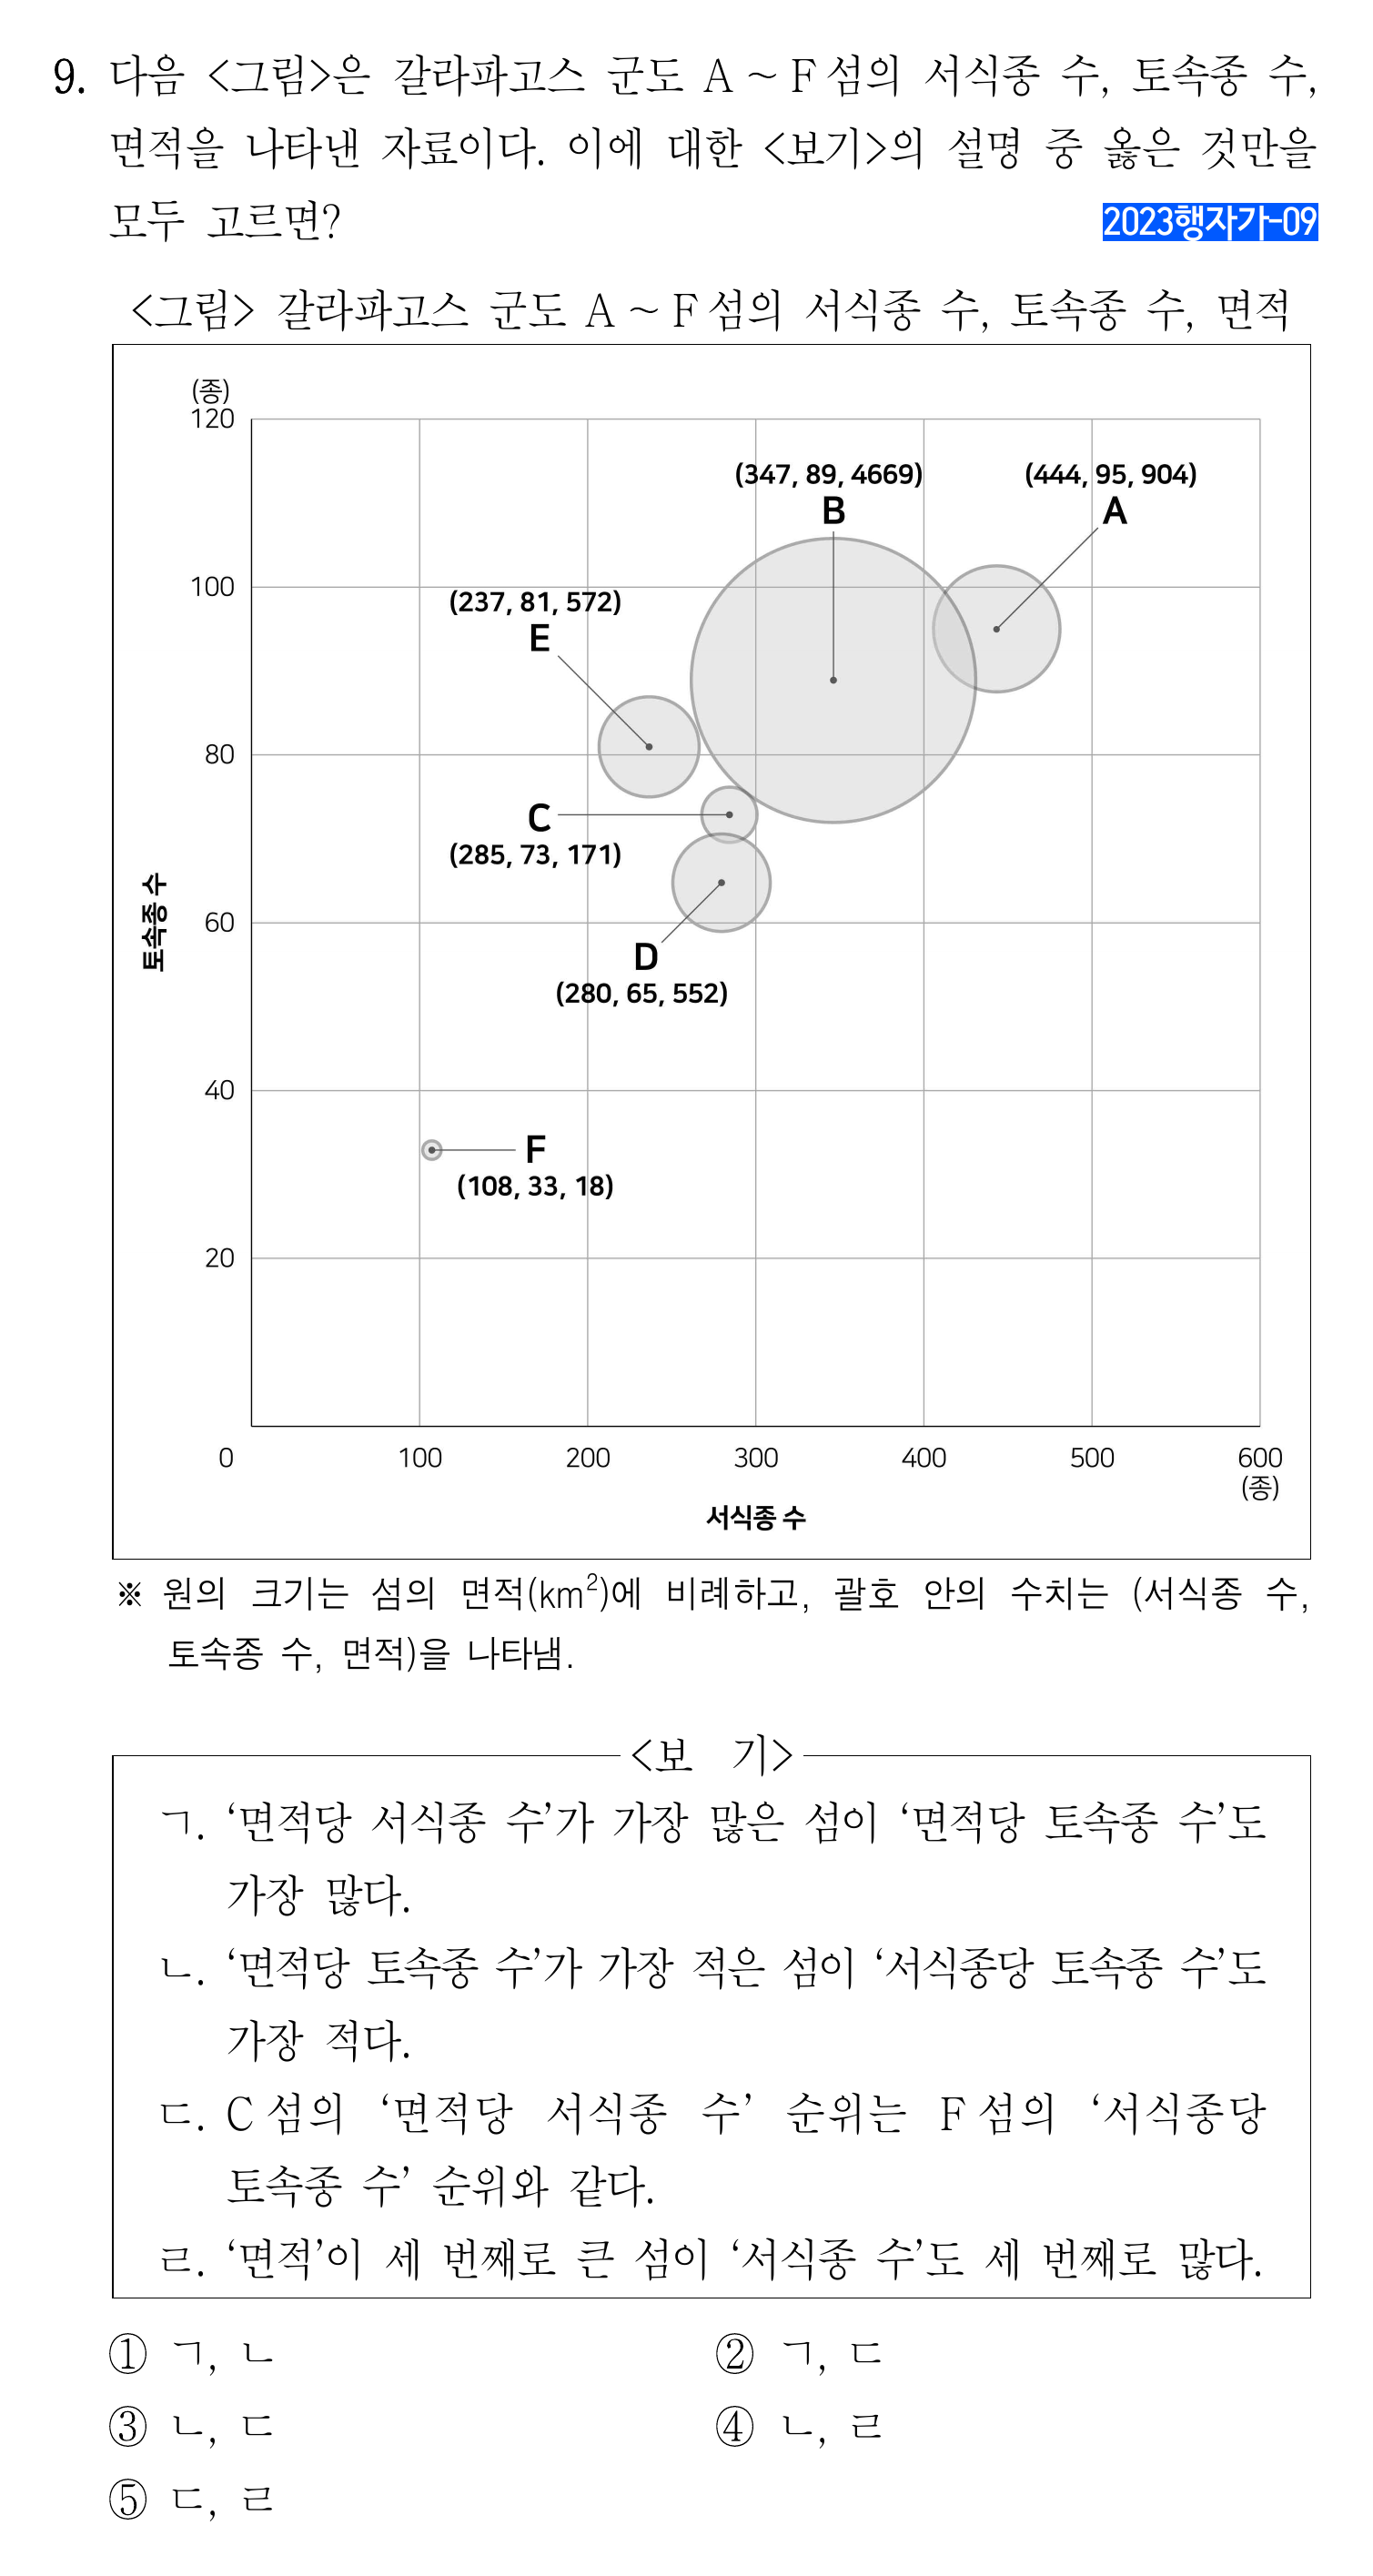 9. 다음 <그림>은 갈라파고스 군도 A ~ F 섬의 서식종 수, 토속종 수,
면적을 나타낸 자료이다. 이에 대한 <보기>의 설명 중 옳은 것만을
모두 고르면?
2023행자가-09
<그림> 갈라파고스 군도 A ~ F 섬의 서식종 수, 토속종 수, 면적
(종)
120
(347, 89, 4669)
B
(444, 95, 904)
A
100
(237, 81, 572)
E
80
C
(285, 73, 171)
토속종 수
60
D
(280, 65, 552)
40
F
(108, 33, 18)
20
0 100 200 300 400 500 600
(종)
서식종 수
※ 원의 크기는 섬의 면적(km²)에 비례하고, 괄호 안의 수치는 (서식종 수,
토속종 수, 면적)을 나타냄.
<보 기>
ㄱ. ‘면적당 서식종 수’가 가장 많은 섬이 ‘면적당 토속종 수’도
가장 많다.
ㄴ. ‘면적당 토속종 수’가 가장 적은 섬이 ‘서식종당 토속종 수’도
가장 적다.
ㄷ. C 섬의 ‘면적당 서식종 수’ 순위는 F 섬의 ‘서식종당
토속종 수’ 순위와 같다.
ㄹ. ‘면적’이 세 번째로 큰 섬이 ‘서식종 수’도 세 번째로 많다.
① ㄱ, ㄴ ② ㄱ, ㄷ
③ ㄴ, ㄷ ④ ㄴ, ㄹ
⑤ ㄷ, ㄹ